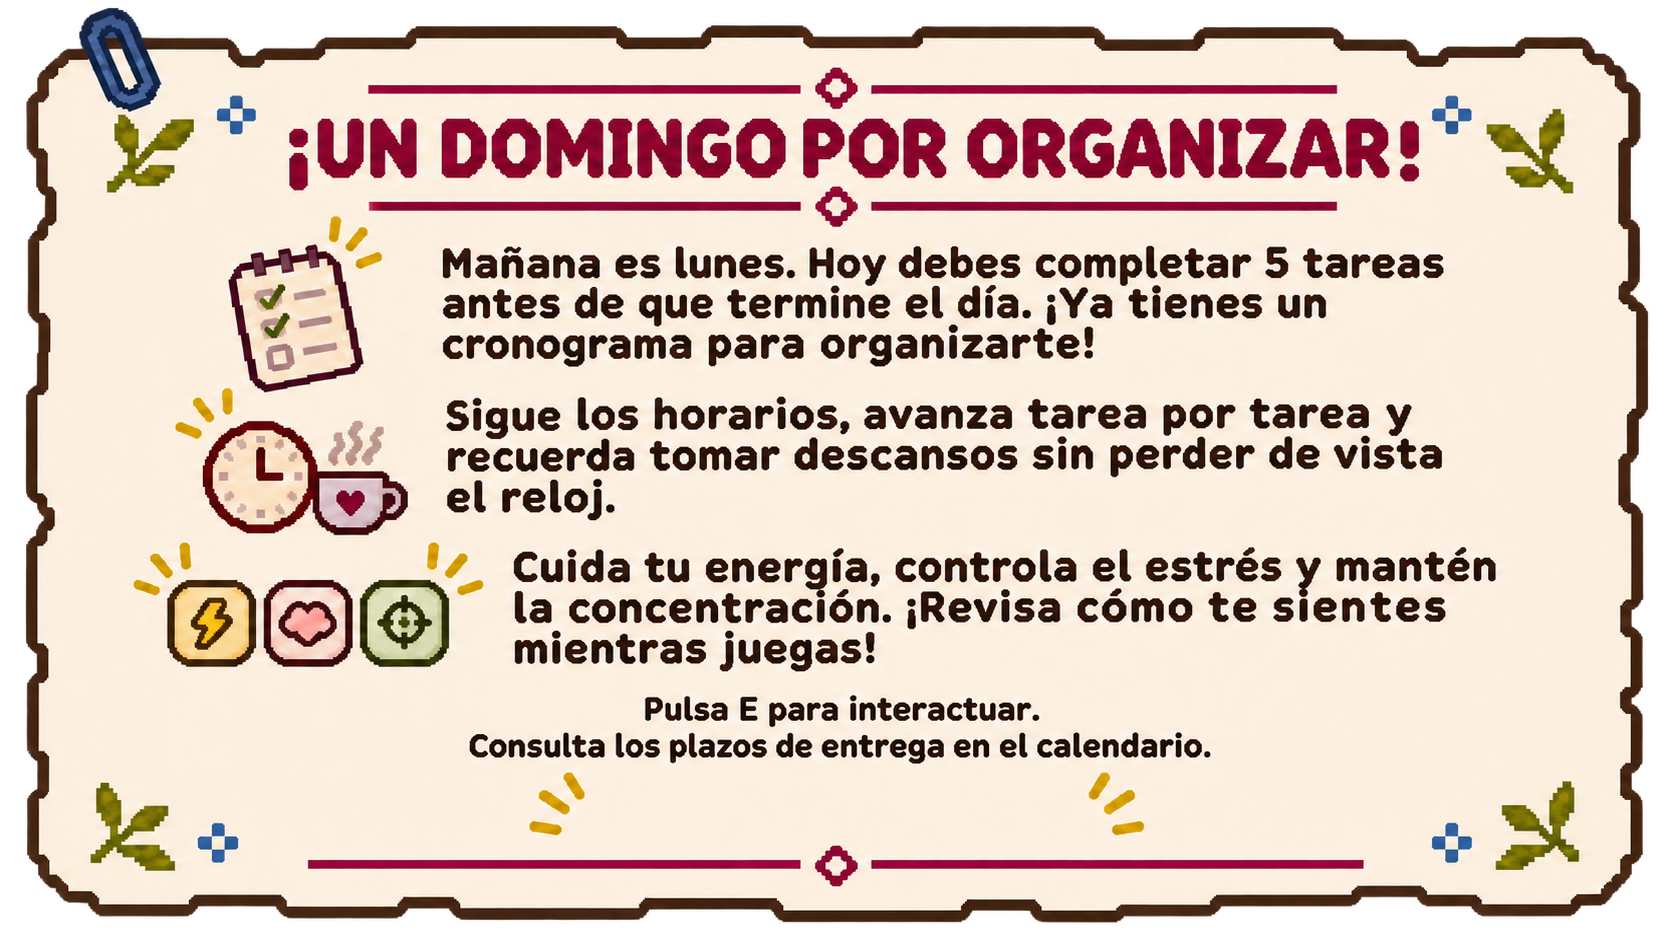 ¡UN DOMINGO POR ORGANIZAR!
Mañana es lunes. Hoy debes completar 5 tareas
antes de que termine el día. ¡Ya tienes un
cronograma para organizarte!
Sigue los horarios, avanza tarea por tarea y
recuerda tomar descansos sin perder de vista
el reloj.
Cuida tu energía, controla el estrés y mantén
la concentración. ¡Revisa cómo te sientes
mientras juegas!
Pulsa E para interactuar.
Consulta los plazos de entrega en el calendario.